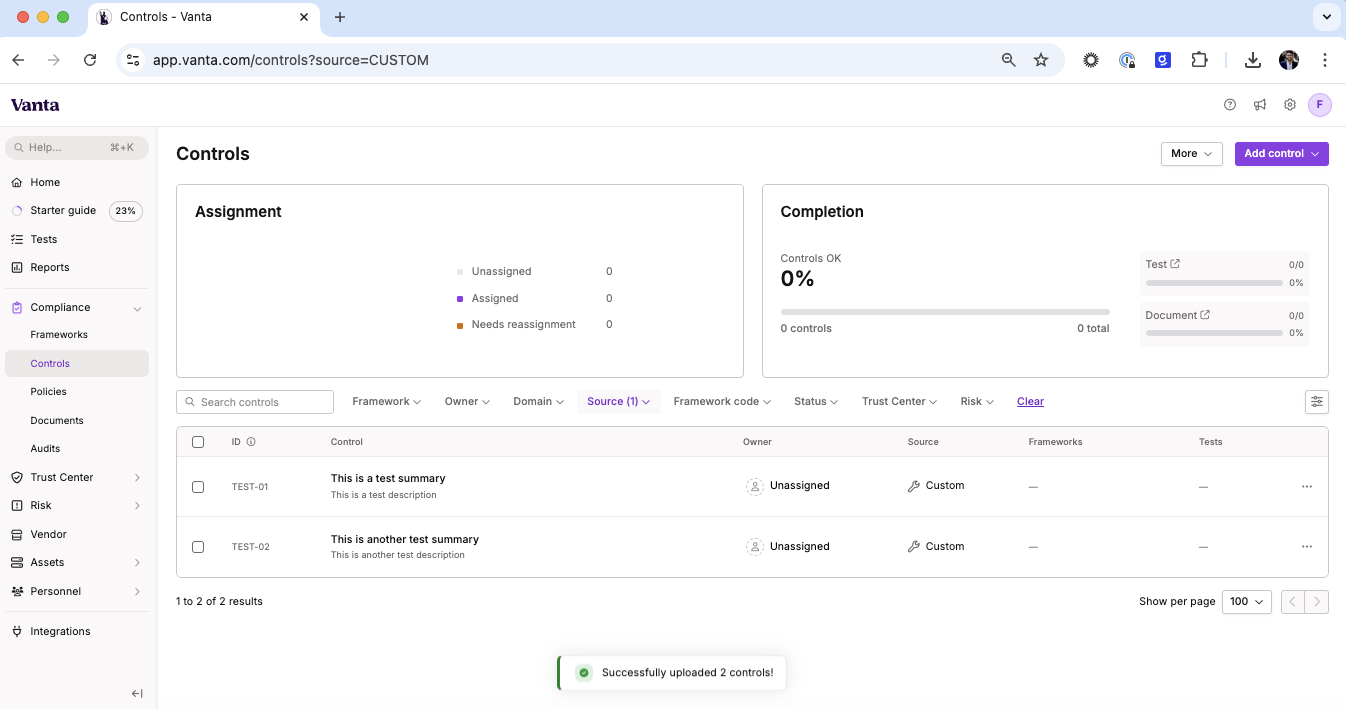 Controls - Vanta
app.vanta.com/controls?source=CUSTOM
Vanta
F
Help... ⌘+K
Home
Starter guide 23%
Tests
Reports
Compliance
Frameworks
Controls
Policies
Documents
Audits
Trust Center
Risk
Vendor
Assets
Personnel
Integrations
Controls
More
Add control
Assignment
Unassigned 0
Assigned 0
Needs reassignment 0
Completion
Controls OK
0%
0 controls 0 total
Test 0/0
0%
Document 0/0
0%
Search controls Framework Owner Domain Source (1) Framework code Status Trust Center Risk Clear
ID Control Owner Source Frameworks Tests
TEST-01 This is a test summary Unassigned Custom — —
This is a test description
TEST-02 This is another test summary Unassigned Custom — —
This is another test description
1 to 2 of 2 results Show per page 100
Successfully uploaded 2 controls!